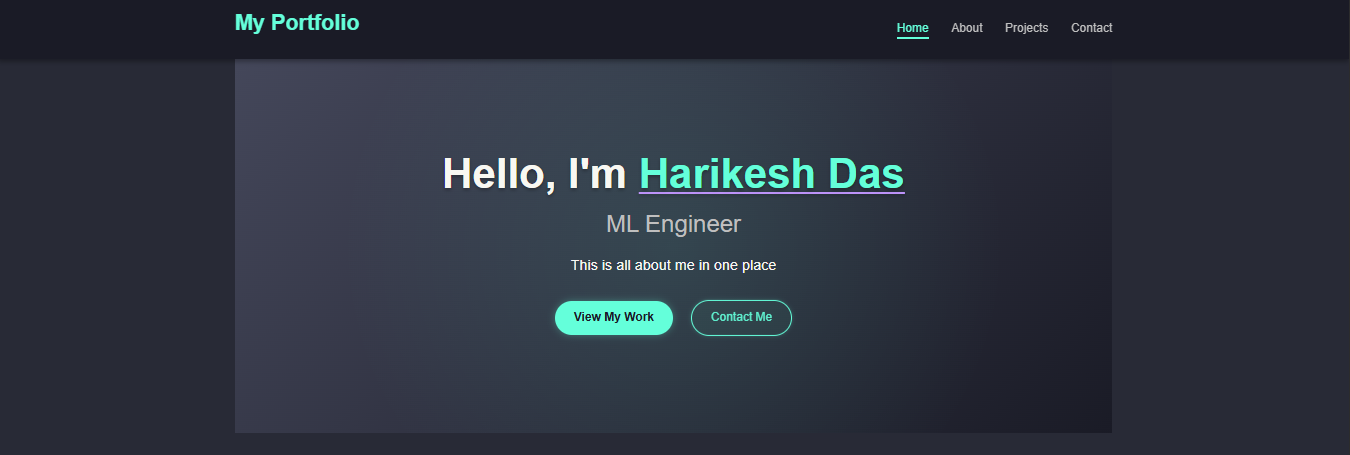 My Portfolio
Home About Projects Contact
Hello, I'm Harikesh Das
ML Engineer
This is all about me in one place
View My Work Contact Me